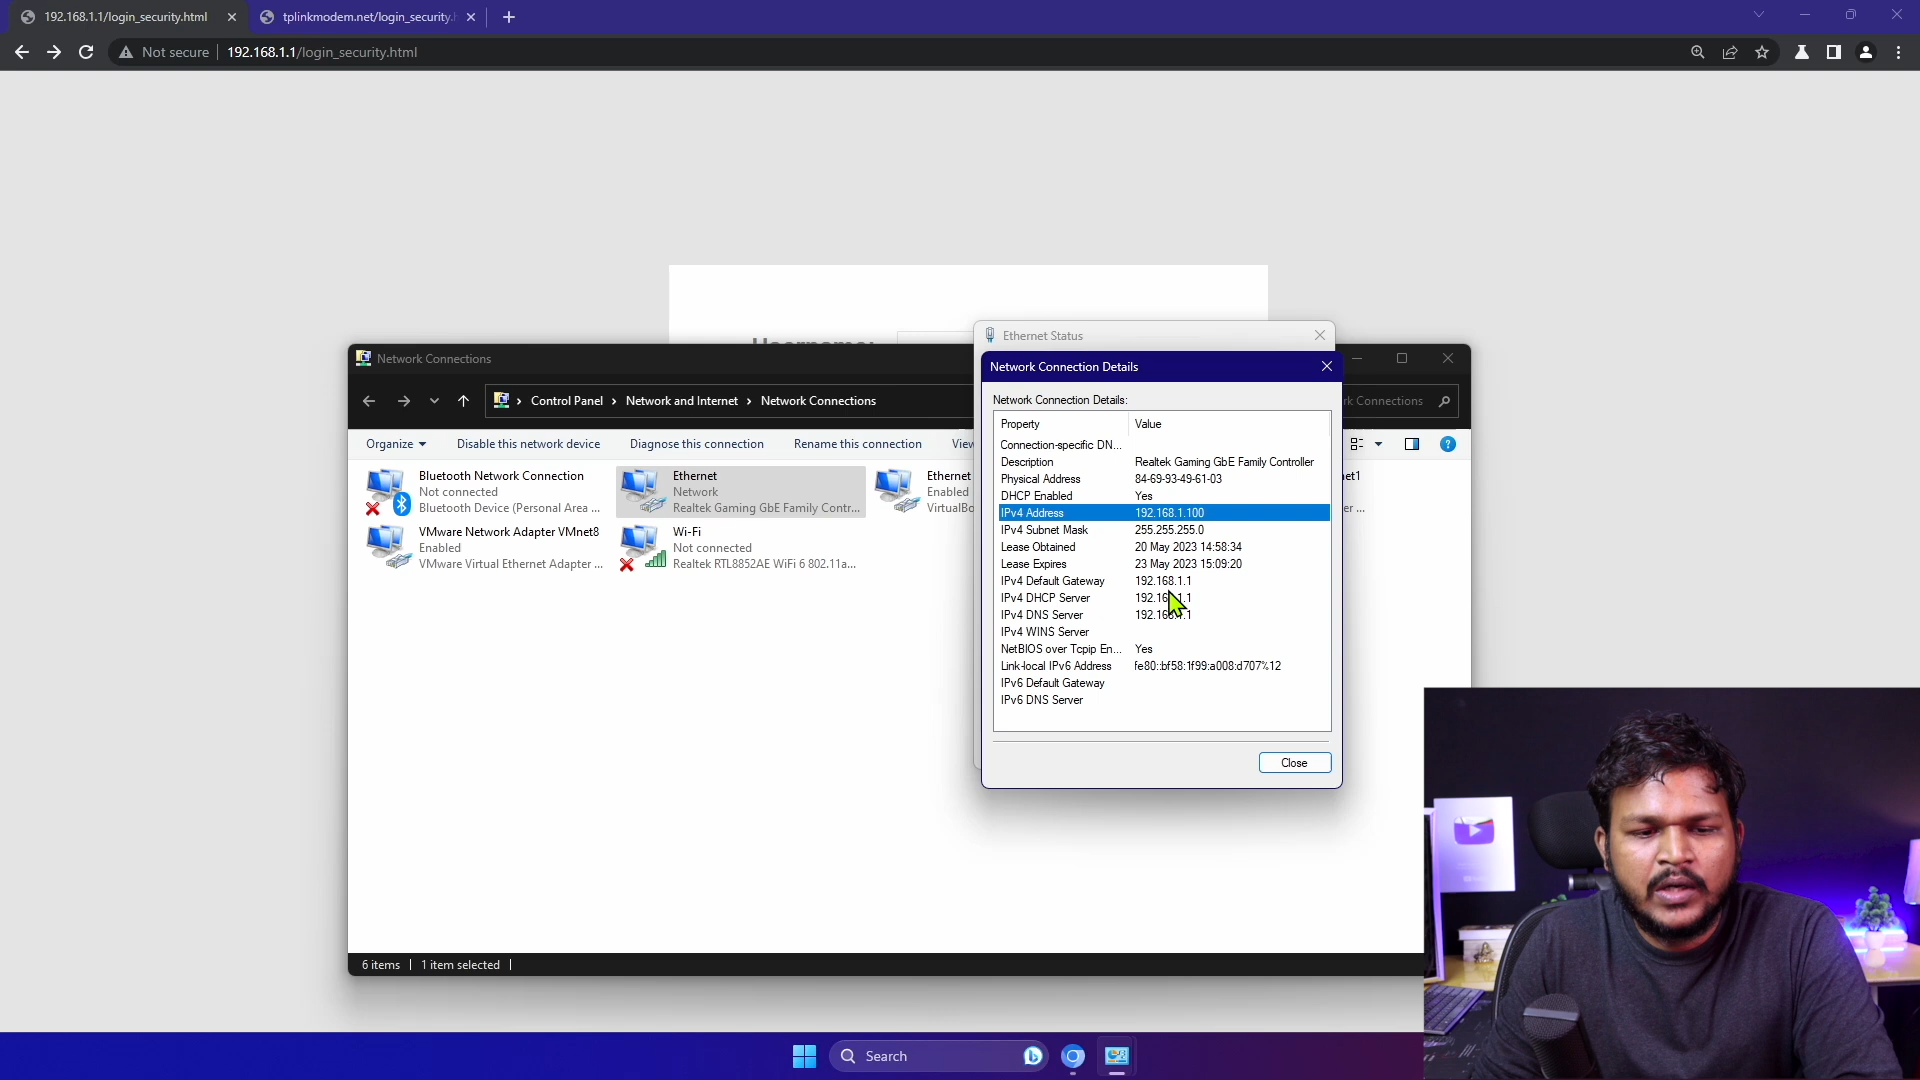 192.168.1.1/login_security.html
tplinkmodem.net/login_security.h
Not secure
192.168.1.1/login_security.html
Username:
Ethernet Status
Network Connections
Network Connection Details
Control Panel > Network and Internet > Network Connections
rk Connections
Network Connection Details:
Property Value
Organize
Disable this network device
Diagnose this connection
Rename this connection
View
Connection-specific DN...
Description Realtek Gaming GbE Family Controller
Physical Address 84-69-93-49-61-03
DHCP Enabled Yes
IPv4 Address 192.168.1.100
IPv4 Subnet Mask 255.255.255.0
Lease Obtained 20 May 2023 14:58:34
Lease Expires 23 May 2023 15:09:20
IPv4 Default Gateway 192.168.1.1
IPv4 DHCP Server
IPv4 DNS Server
IPv4 WINS Server
NetBIOS over Tcpip En... Yes
Link-local IPv6 Address fe80::bf58:1f99:a008:d707%12
IPv6 Default Gateway
IPv6 DNS Server
Close
Bluetooth Network Connection
Not connected
Bluetooth Device (Personal Area ...
Ethernet
Network
Realtek Gaming GbE Family Contr...
Ethernet
Enabled
VirtualBo
et1
er ...
VMware Network Adapter VMnet8
Enabled
VMware Virtual Ethernet Adapter ...
Wi-Fi
Not connected
Realtek RTL8852AE WiFi 6 802.11a...
6 items
1 item selected
Search